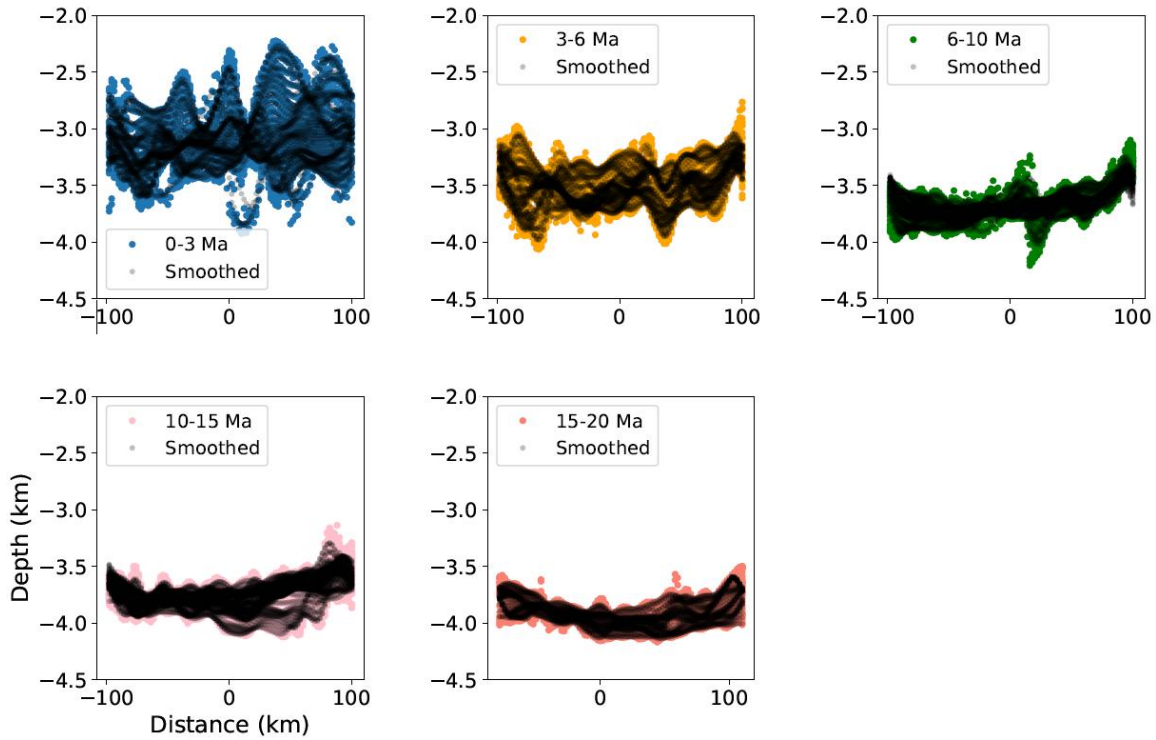 −2.0
−2.5
−3.0
−3.5
−4.0
−4.5
−100 0 100
0-3 Ma
Smoothed
−2.0
−2.5
−3.0
−3.5
−4.0
−4.5
−100 0 100
3-6 Ma
Smoothed
−2.0
−2.5
−3.0
−3.5
−4.0
−4.5
−100 0 100
6-10 Ma
Smoothed
−2.0
−2.5
−3.0
−3.5
−4.0
−4.5
−100 0 100
10-15 Ma
Smoothed
Depth (km)
Distance (km)
−2.0
−2.5
−3.0
−3.5
−4.0
−4.5
0 100
15-20 Ma
Smoothed